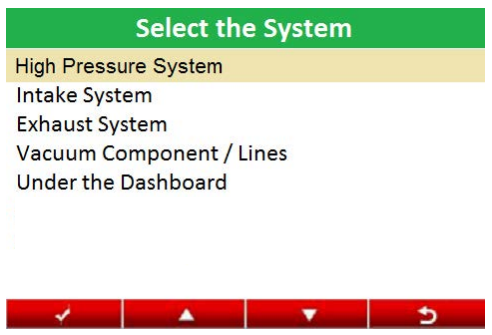 Select the System
High Pressure System
Intake System
Exhaust System
Vacuum Component / Lines
Under the Dashboard